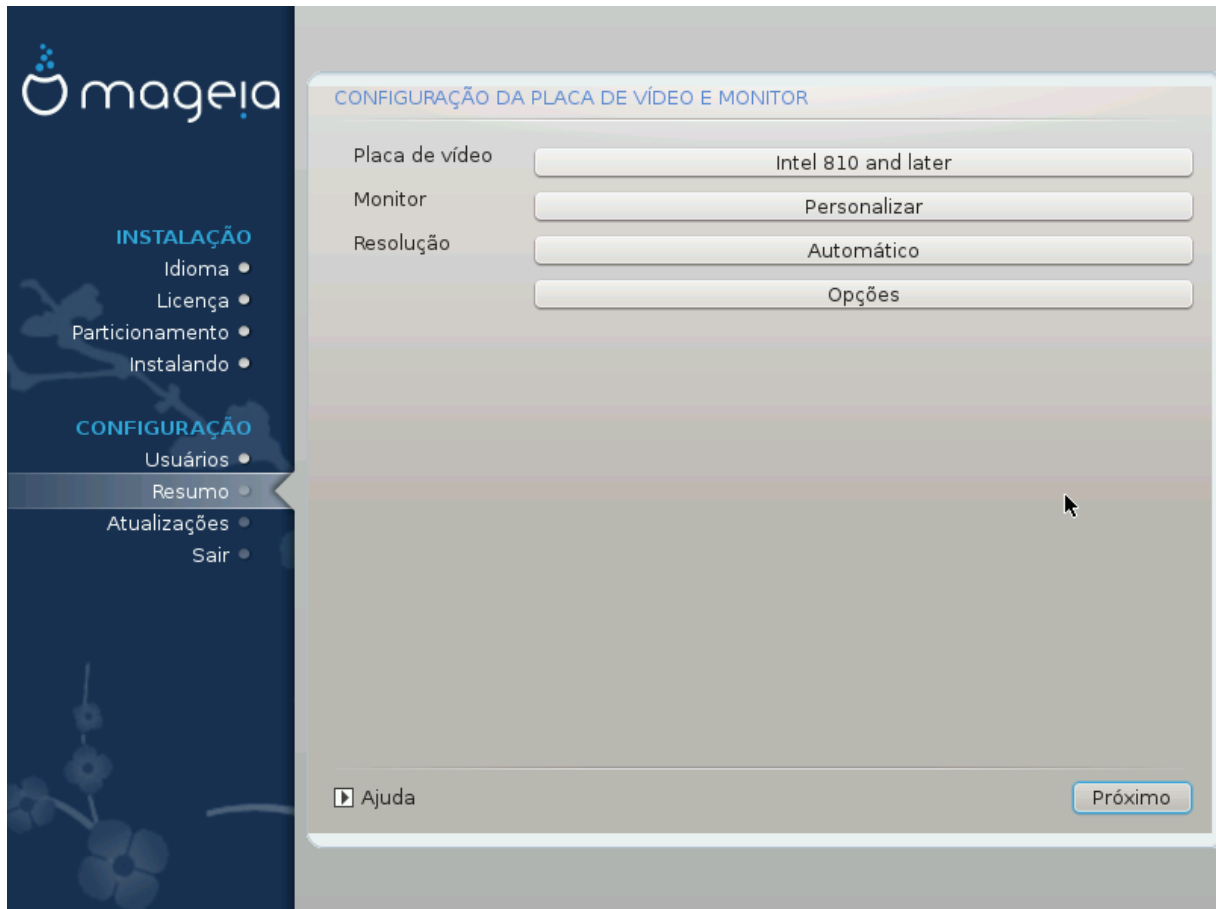 mageia
INSTALAÇÃO
Idioma
Licença
Particionamento
Instalando
CONFIGURAÇÃO
Usuários
Resumo
Atualizações
Sair
CONFIGURAÇÃO DA PLACA DE VÍDEO E MONITOR
Placa de vídeo Intel 810 and later
Monitor Personalizar
Resolução Automático
Opções
Ajuda Próximo